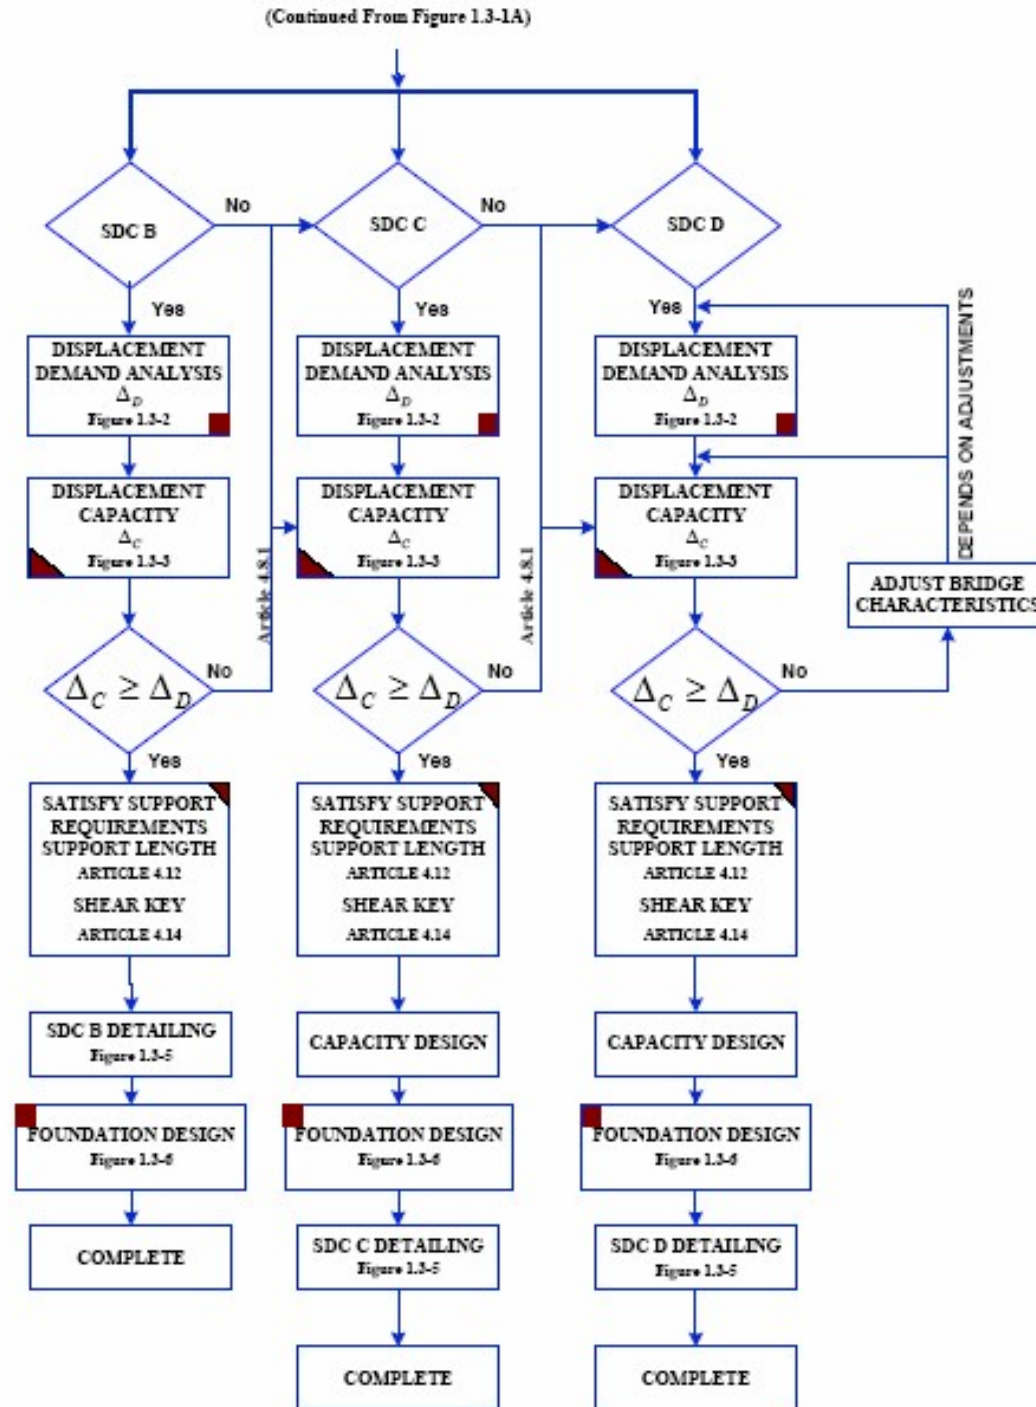 (Continued From Figure 1.3-1A)
SDC B
No
Yes
DISPLACEMENT
DEMAND ANALYSIS
Δ_D
Figure 1.3-2
DISPLACEMENT
CAPACITY
Δ_C
Figure 1.3-3
Δ_C ≥ Δ_D
No
Article 4.8.1
Yes
SATISFY SUPPORT
REQUIREMENTS
SUPPORT LENGTH
ARTICLE 4.12
SHEAR KEY
ARTICLE 4.14
SDC B DETAILING
Figure 1.3-5
FOUNDATION DESIGN
Figure 1.3-6
COMPLETE
SDC C
No
Yes
DISPLACEMENT
DEMAND ANALYSIS
Δ_D
Figure 1.3-2
DISPLACEMENT
CAPACITY
Δ_C
Figure 1.3-3
Δ_C ≥ Δ_D
No
Article 4.8.1
Yes
SATISFY SUPPORT
REQUIREMENTS
SUPPORT LENGTH
ARTICLE 4.12
SHEAR KEY
ARTICLE 4.14
CAPACITY DESIGN
FOUNDATION DESIGN
Figure 1.3-6
SDC C DETAILING
Figure 1.3-5
COMPLETE
SDC D
Yes
DISPLACEMENT
DEMAND ANALYSIS
Δ_D
Figure 1.3-2
DISPLACEMENT
CAPACITY
Δ_C
Figure 1.3-3
Δ_C ≥ Δ_D
No
DEPENDS ON ADJUSTMENTS
ADJUST BRIDGE
CHARACTERISTICS
Yes
SATISFY SUPPORT
REQUIREMENTS
SUPPORT LENGTH
ARTICLE 4.12
SHEAR KEY
ARTICLE 4.14
CAPACITY DESIGN
FOUNDATION DESIGN
Figure 1.3-6
SDC D DETAILING
Figure 1.3-5
COMPLETE